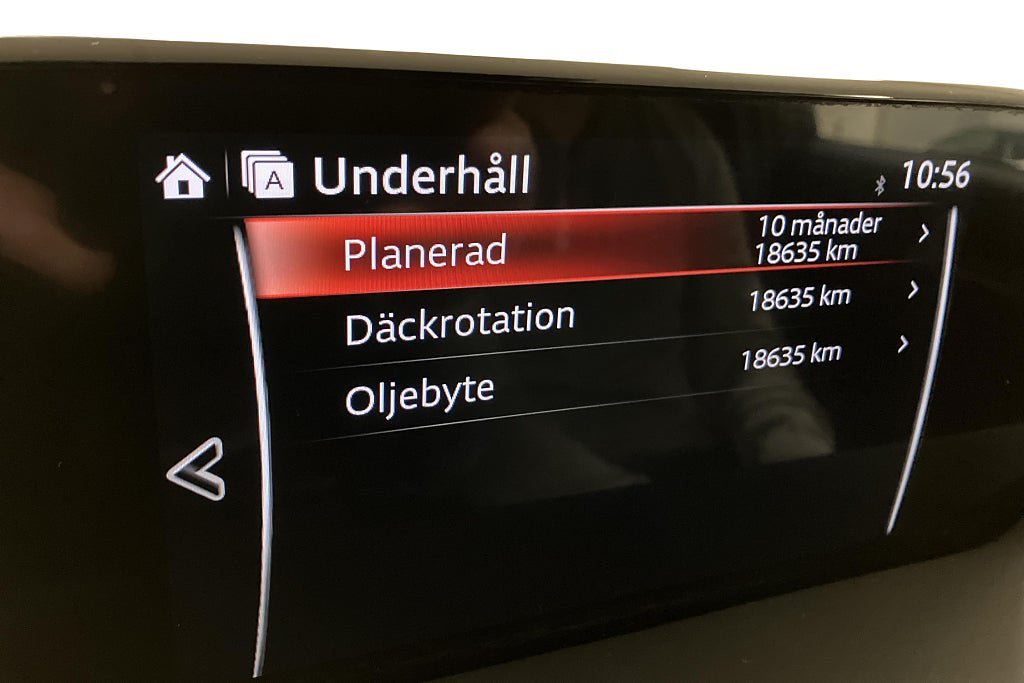 A Underhåll 10:56
Planerad 10 månader
18635 km
Däckrotation 18635 km
Oljebyte 18635 km